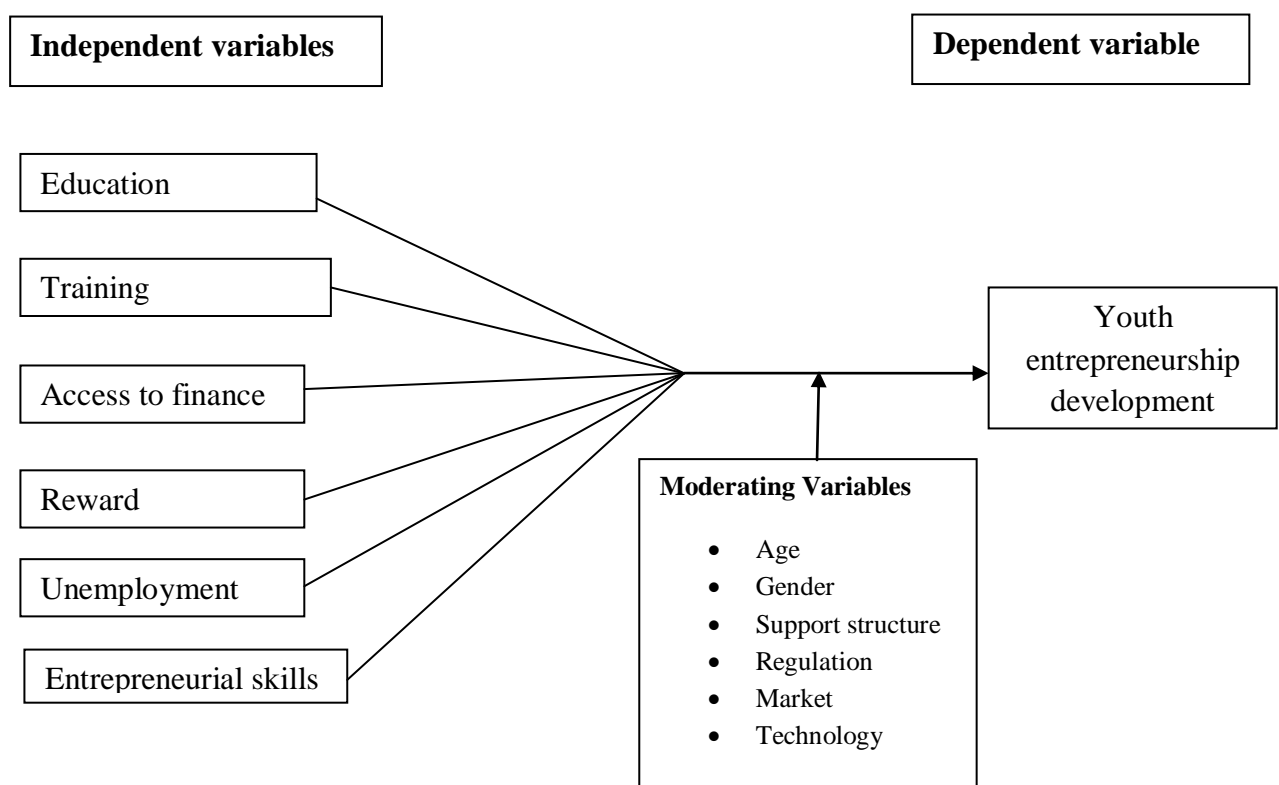 Independent variables
Dependent variable
Education
Training
Access to finance
Reward
Unemployment
Entrepreneurial skills
Youth
entrepreneurship
development
Moderating Variables
• Age
• Gender
• Support structure
• Regulation
• Market
• Technology